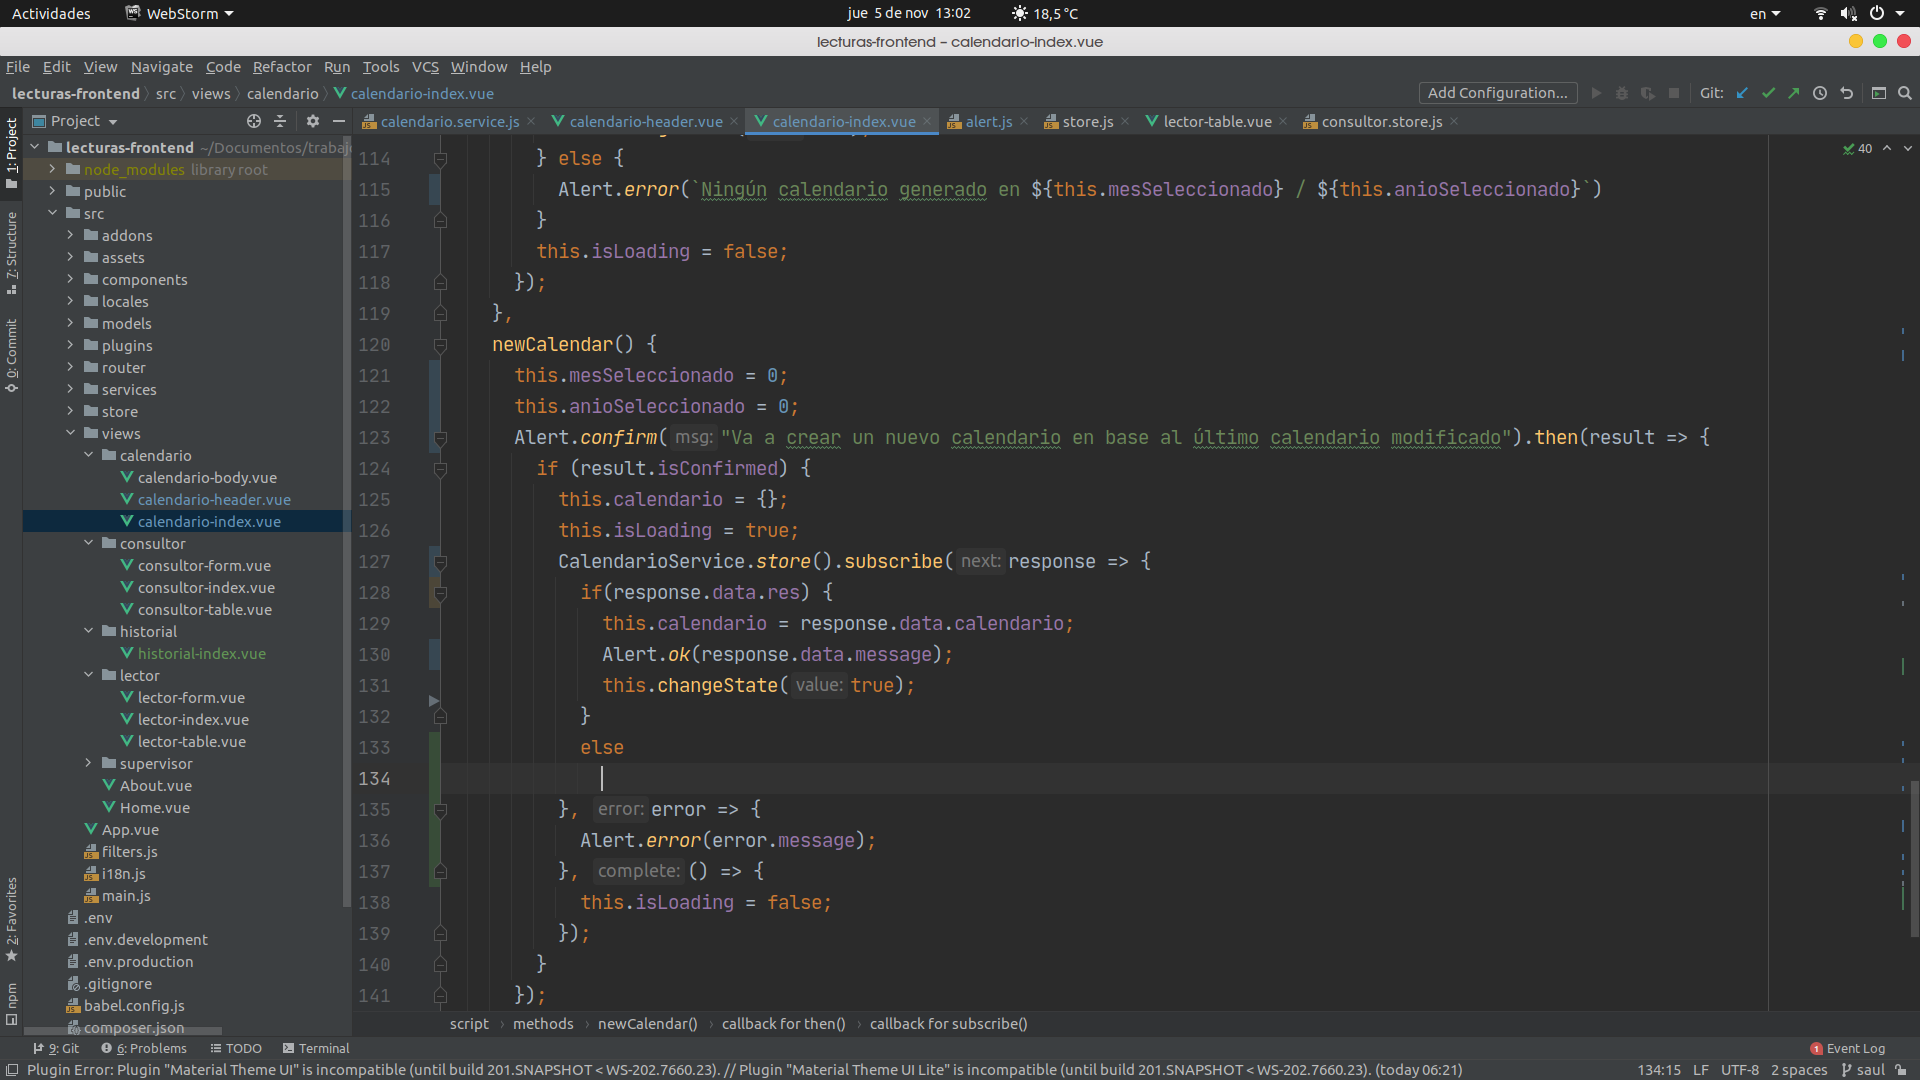 Actividades WebStorm jue 5 de nov 13:02 18,5 °C en
lecturas-frontend – calendario-index.vue
File Edit View Navigate Code Refactor Run Tools VCS Window Help
lecturas-frontend src views calendario calendario-index.vue Add Configuration... Git:
Project
calendario.service.js calendario-header.vue calendario-index.vue alert.js store.js lector-table.vue consultor.store.js
1: Project
7: Structure
0: Commit
2: Favorites
npm
lecturas-frontend ~/Documentos/trabajo
node_modules library root
public
src
addons
assets
components
locales
models
plugins
router
services
store
views
calendario
calendario-body.vue
calendario-header.vue
calendario-index.vue
consultor
consultor-form.vue
consultor-index.vue
consultor-table.vue
historial
historial-index.vue
lector
lector-form.vue
lector-index.vue
lector-table.vue
supervisor
About.vue
Home.vue
App.vue
filters.js
i18n.js
main.js
.env
.env.development
.env.production
.gitignore
babel.config.js
composer.json
40
114 } else {
115 Alert.error(`Ningún calendario generado en ${this.mesSeleccionado} / ${this.anioSeleccionado}`)
116 }
117 this.isLoading = false;
118 });
119 },
120 newCalendar() {
121 this.mesSeleccionado = 0;
122 this.anioSeleccionado = 0;
123 Alert.confirm( msg: "Va a crear un nuevo calendario en base al último calendario modificado").then(result => {
124 if (result.isConfirmed) {
125 this.calendario = {};
126 this.isLoading = true;
127 CalendarioService.store().subscribe( next: response => {
128 if(response.data.res) {
129 this.calendario = response.data.calendario;
130 Alert.ok(response.data.message);
131 this.changeState( value: true);
132 }
133 else
134
135 }, error: error => {
136 Alert.error(error.message);
137 }, complete: () => {
138 this.isLoading = false;
139 });
140 }
141 });
script methods newCalendar() callback for then() callback for subscribe()
9: Git 6: Problems TODO Terminal 1 Event Log
Plugin Error: Plugin "Material Theme UI" is incompatible (until build 201.SNAPSHOT < WS-202.7660.23). // Plugin "Material Theme UI Lite" is incompatible (until build 201.SNAPSHOT < WS-202.7660.23). (today 06:21) 134:15 LF UTF-8 2 spaces saul